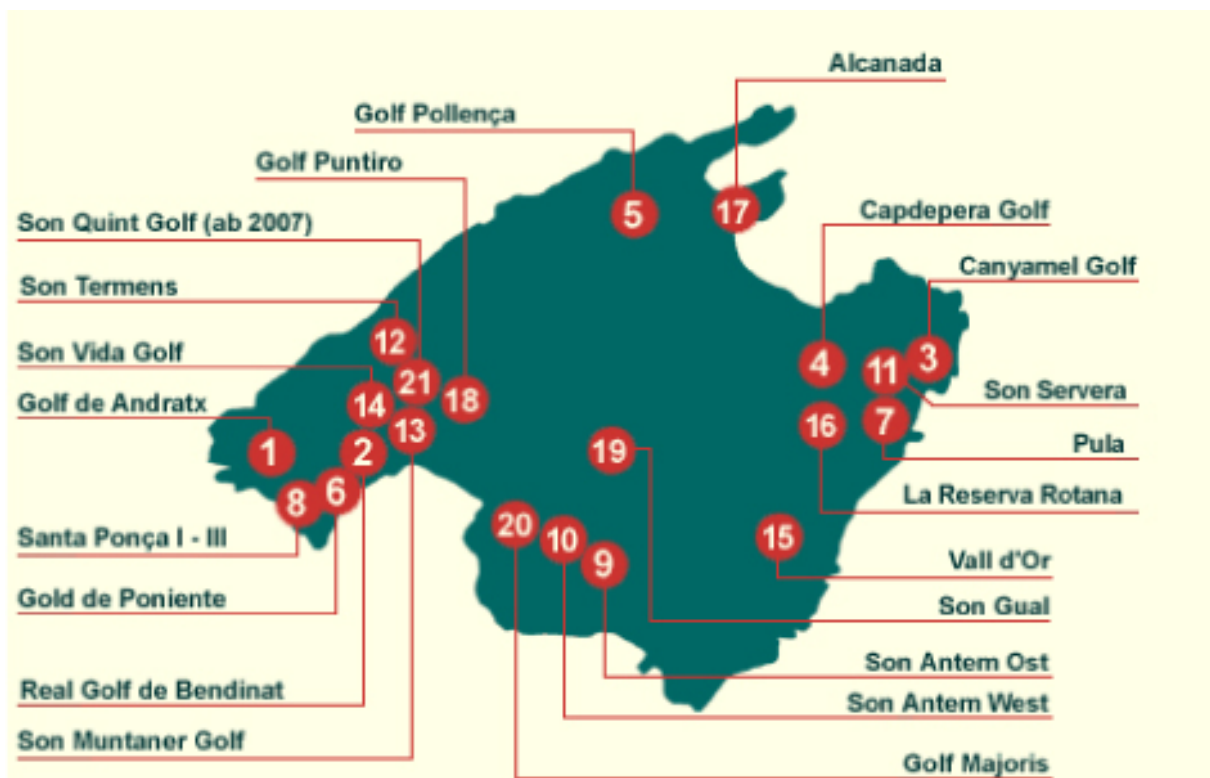 Alcanada
Golf Pollença
Golf Puntiro
5
17
Capdepera Golf
Son Quint Golf (ab 2007)
Canyamel Golf
Son Termens
12
Son Vida Golf
4
11
3
21
Son Servera
Golf de Andratx
14
18
13
16
7
1
2
19
Pula
8
6
La Reserva Rotana
20
10
15
Santa Ponça I - III
9
Vall d'Or
Gold de Poniente
Son Gual
Son Antem Ost
Real Golf de Bendinat
Son Antem West
Son Muntaner Golf
Golf Majoris